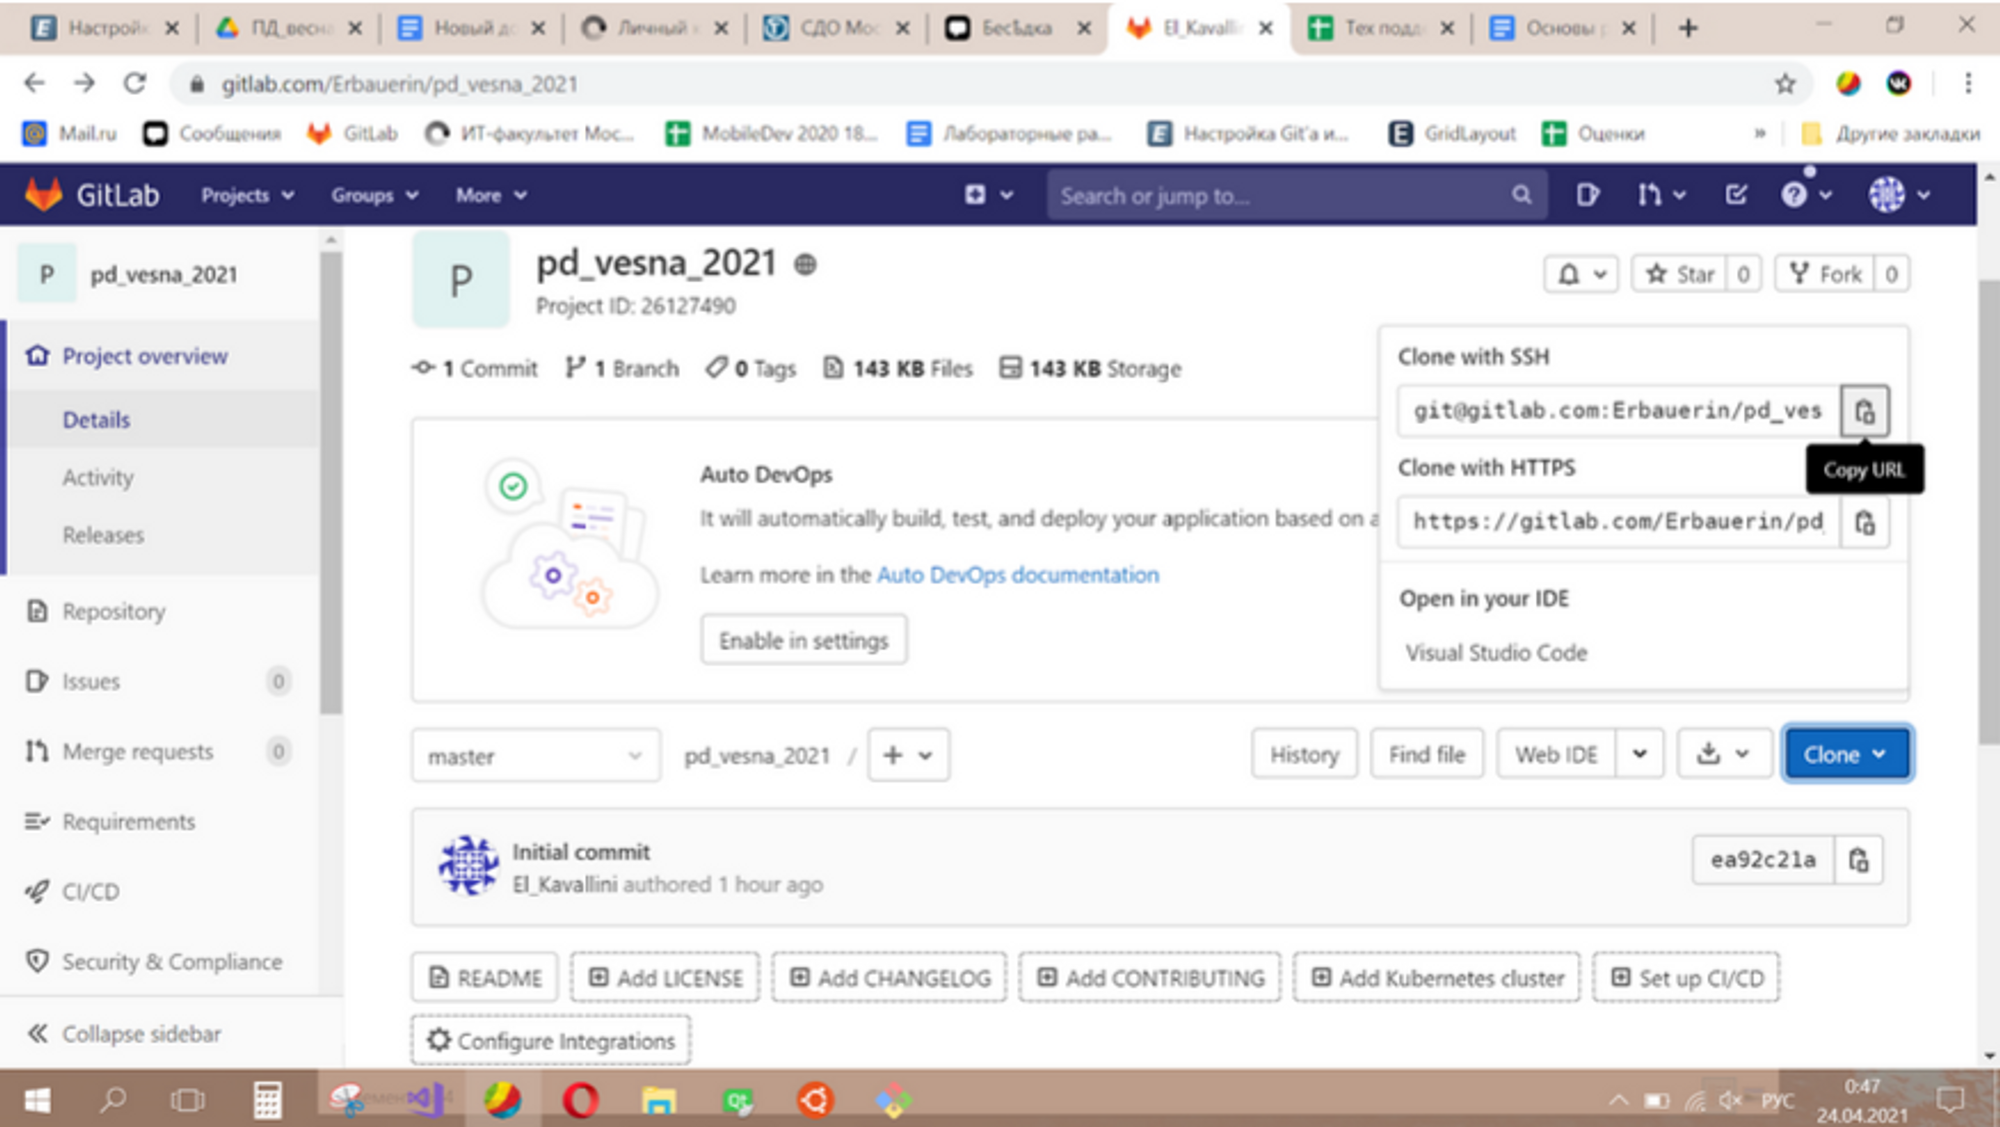 Настройк
ПД_весна
Новый до
Личный к
СДО Мос
БесѢдка
El_Kavallin
Тех подд
Основы р
gitlab.com/Erbauerin/pd_vesna_2021
Mail.ru
Сообщения
GitLab
ИТ-факультет Мос...
MobileDev 2020 18...
Лабораторные ра...
Настройка Git'а и...
GridLayout
Оценки
»
Другие закладки
GitLab
Projects
Groups
More
Search or jump to...
P
pd_vesna_2021
Project overview
Details
Activity
Releases
Repository
Issues 0
Merge requests 0
Requirements
CI/CD
Security & Compliance
Collapse sidebar
P
pd_vesna_2021
Project ID: 26127490
Star 0
Fork 0
1 Commit
1 Branch
0 Tags
143 KB Files
143 KB Storage
Clone with SSH
git@gitlab.com:Erbauerin/pd_ves
Copy URL
Clone with HTTPS
https://gitlab.com/Erbauerin/pd
Open in your IDE
Visual Studio Code
Auto DevOps
It will automatically build, test, and deploy your application based on a
Learn more in the Auto DevOps documentation
Enable in settings
master
pd_vesna_2021 /
History
Find file
Web IDE
Clone
Initial commit
El_Kavallini authored 1 hour ago
ea92c21a
README
Add LICENSE
Add CHANGELOG
Add CONTRIBUTING
Add Kubernetes cluster
Set up CI/CD
Configure Integrations
Qt
РУС
0:47
24.04.2021